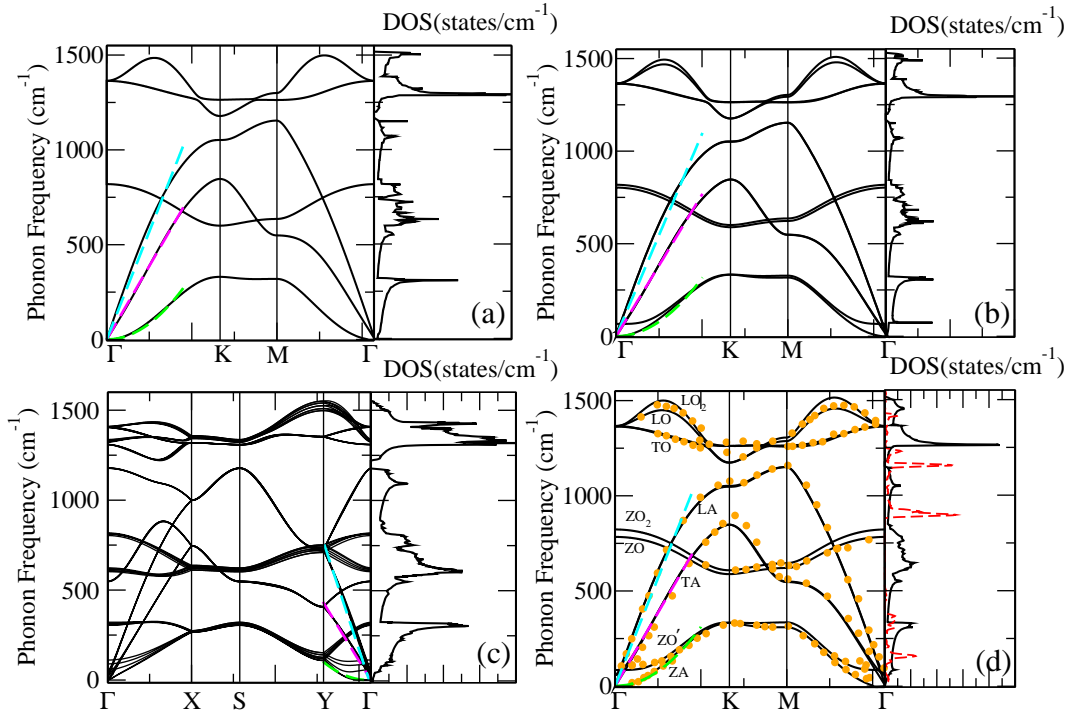 DOS(states/cm⁻¹)
DOS(states/cm⁻¹)
Phonon Frequency (cm⁻¹)
1500
1000
500
0
Γ K M Γ
(a)
Phonon Frequency (cm⁻¹)
1500
1000
500
0
Γ K M Γ
(b)
DOS(states/cm⁻¹)
DOS(states/cm⁻¹)
Phonon Frequency (cm⁻¹)
1500
1000
500
0
Γ X S Y Γ
(c)
Phonon Frequency (cm⁻¹)
1500
1000
500
0
LO₂
LO
TO
LA
ZO₂
ZO
TA
ZO′
ZA
Γ K M Γ
(d)